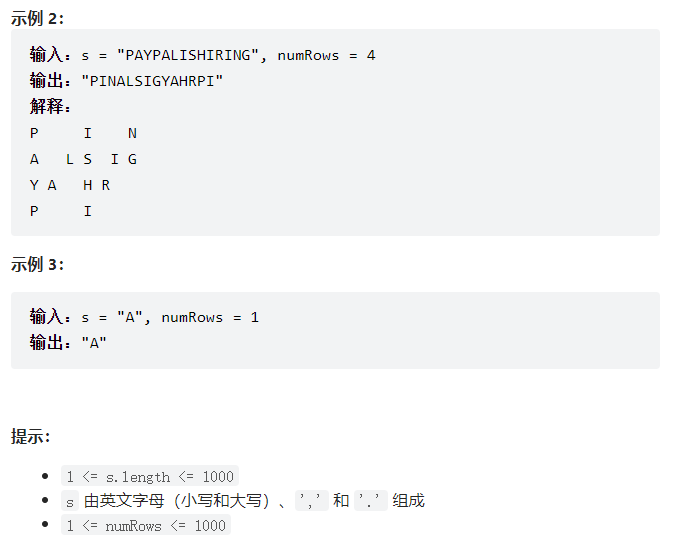 示例 2：
输入：s = "PAYPALISHIRING", numRows = 4
输出："PINALSIGYAHRPI"
解释：
P     I    N
A   L S  I G
Y A   H R
P     I
示例 3：
输入：s = "A", numRows = 1
输出："A"
提示：
• 1 <= s.length <= 1000
• s 由英文字母（小写和大写）、',' 和 '.' 组成
• 1 <= numRows <= 1000